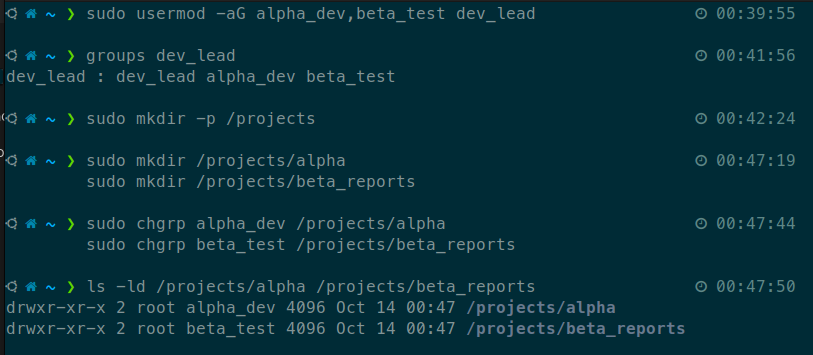 ~ ❯ sudo usermod -aG alpha_dev,beta_test dev_lead 00:39:55
~ ❯ groups dev_lead 00:41:56
dev_lead : dev_lead alpha_dev beta_test
~ ❯ sudo mkdir -p /projects 00:42:24
~ ❯ sudo mkdir /projects/alpha 00:47:19
sudo mkdir /projects/beta_reports
~ ❯ sudo chgrp alpha_dev /projects/alpha 00:47:44
sudo chgrp beta_test /projects/beta_reports
~ ❯ ls -ld /projects/alpha /projects/beta_reports 00:47:50
drwxr-xr-x 2 root alpha_dev 4096 Oct 14 00:47 /projects/alpha
drwxr-xr-x 2 root beta_test 4096 Oct 14 00:47 /projects/beta_reports